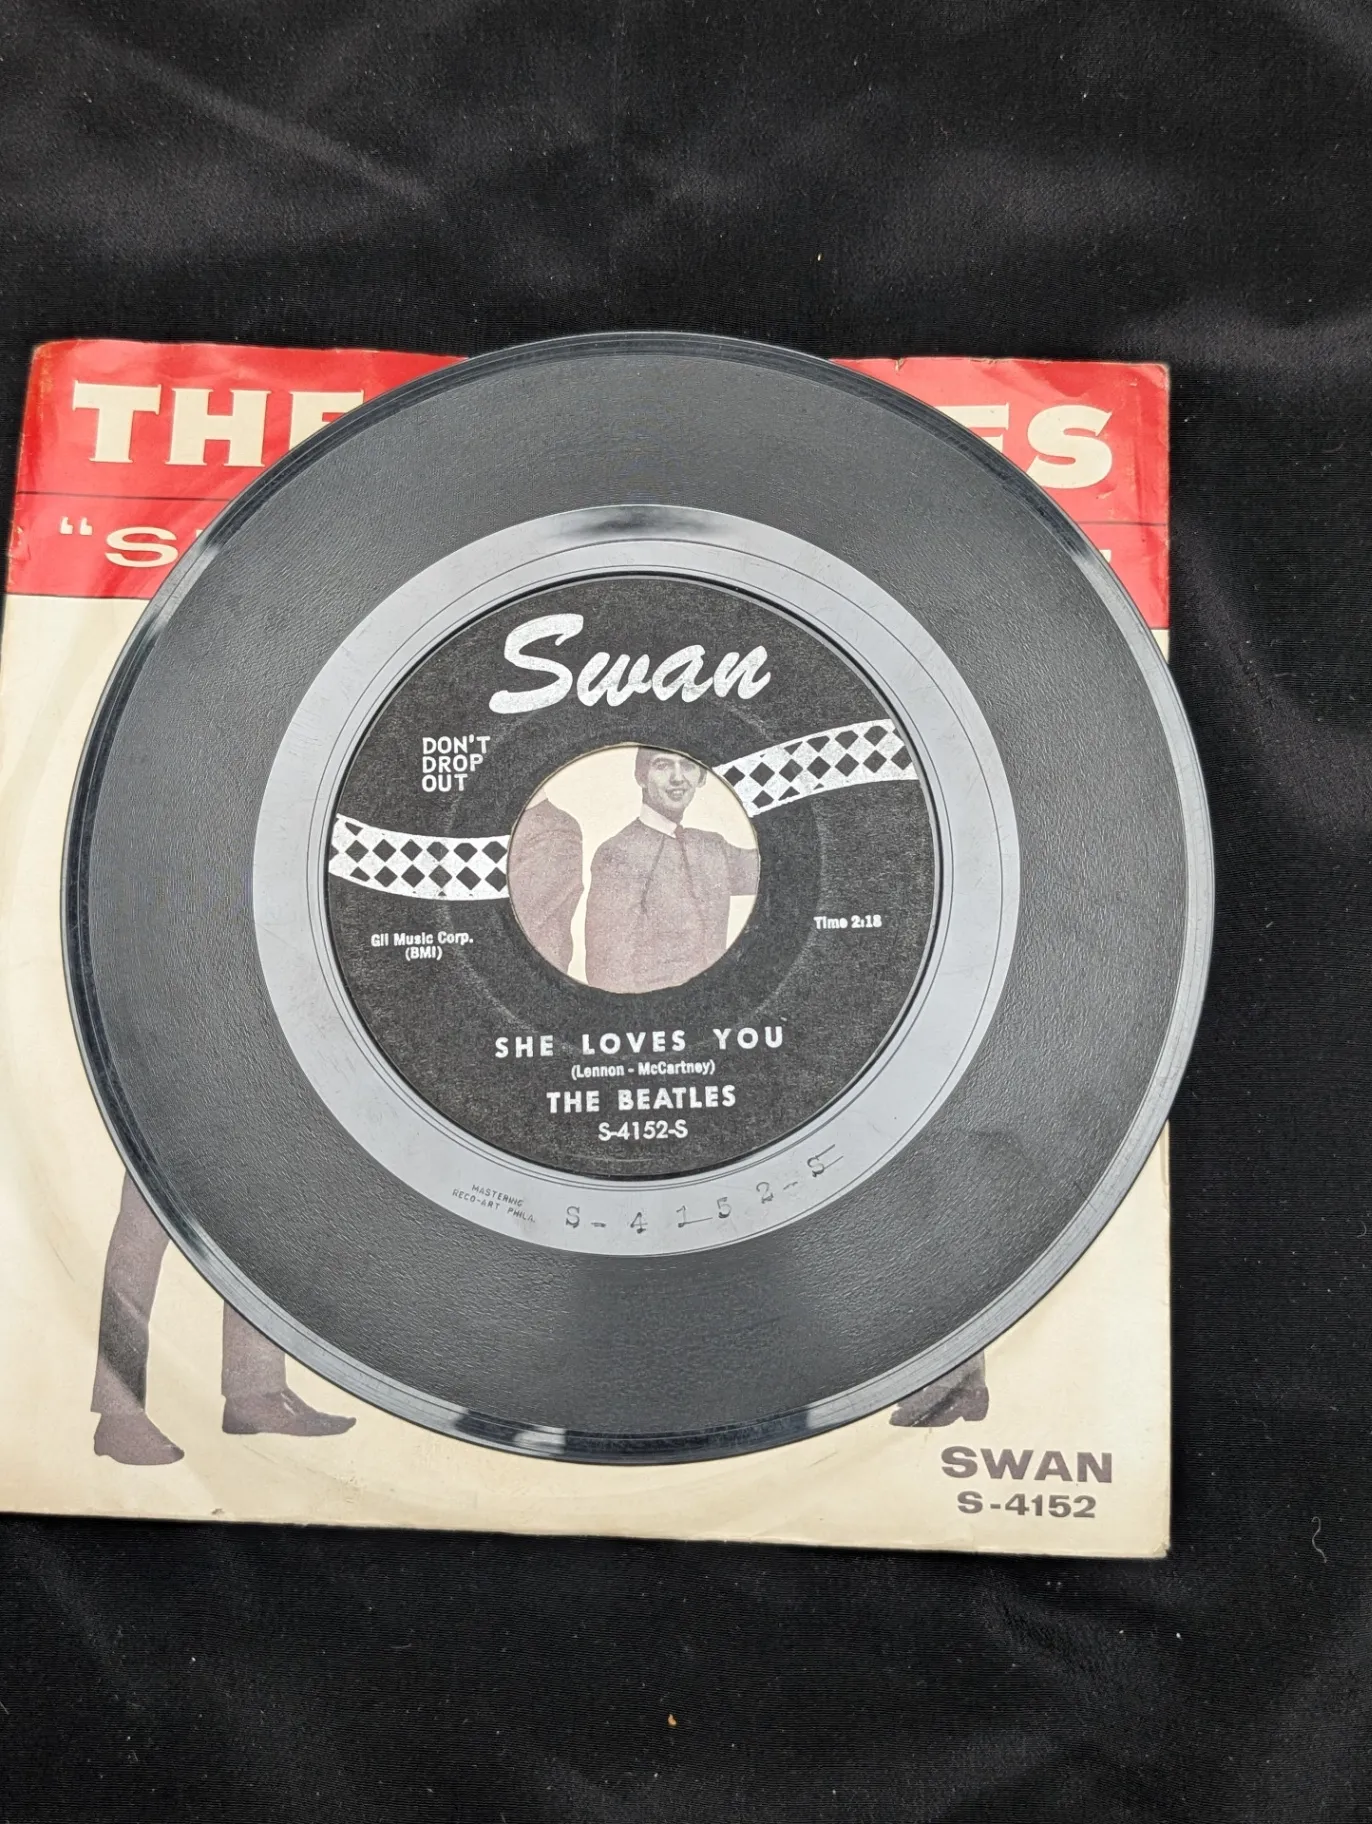 THE
ES
"S
Swan
DON'T
DROP
OUT
Gil Music Corp.
(BMI)
Time 2:18
SHE LOVES YOU
(Lennon - McCartney)
THE BEATLES
S-4152-S
MASTERING
RECO-ART PHILA.
S-4152-S
SWAN
S-4152